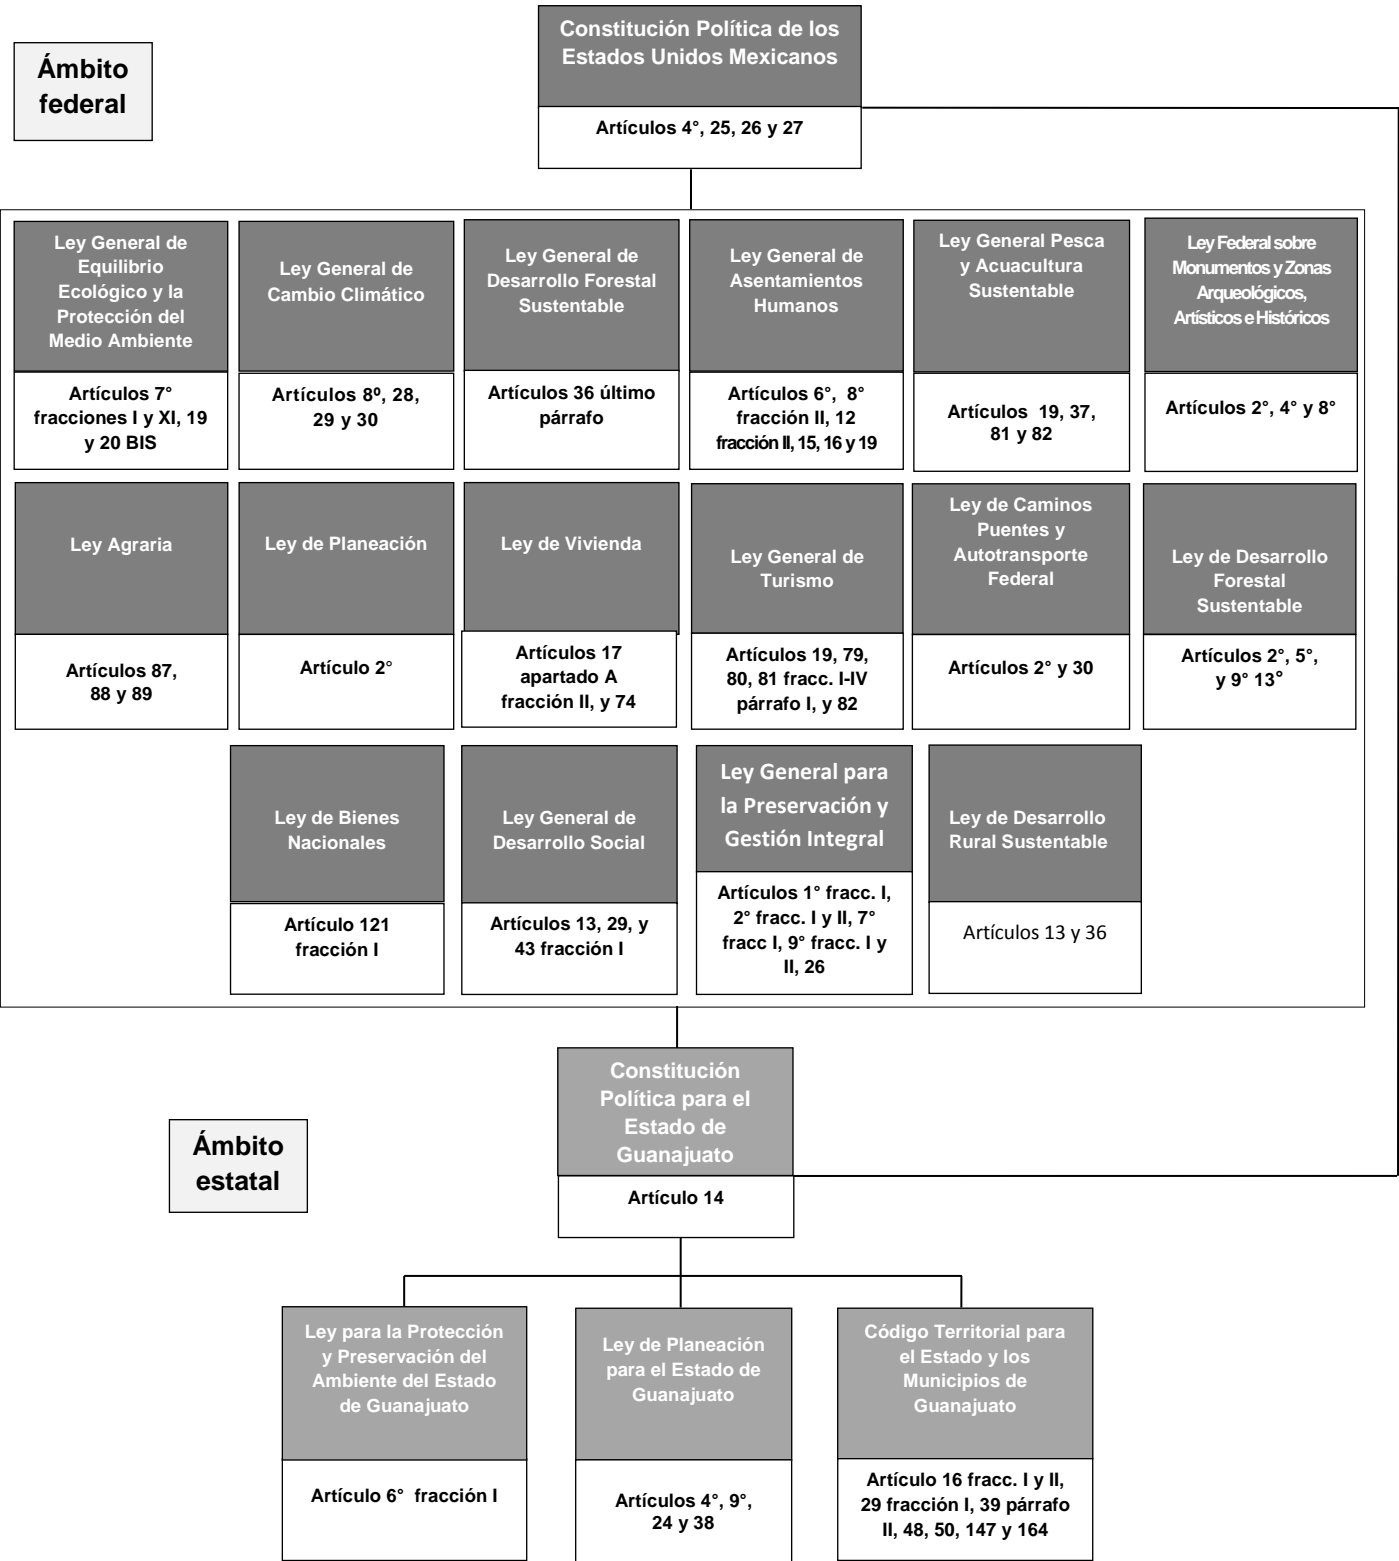 Constitución Política de los
Estados Unidos Mexicanos
Ámbito
federal
Artículos 4°, 25, 26 y 27
Ley General de
Equilibrio
Ecológico y la
Protección del
Medio Ambiente
Artículos 7°
fracciones I y XI, 19
y 20 BIS
Ley General de
Cambio Climático
Artículos 8º, 28,
29 y 30
Ley General de
Desarrollo Forestal
Sustentable
Artículos 36 último
párrafo
Ley General de
Asentamientos
Humanos
Artículos 6°, 8°
fracción II, 12
fracción II, 15, 16 y 19
Ley General Pesca
y Acuacultura
Sustentable
Artículos 19, 37,
81 y 82
Ley Federal sobre
Monumentos y Zonas
Arqueológicos,
Artísticos e Históricos
Artículos 2°, 4° y 8°
Ley Agraria
Artículos 87,
88 y 89
Ley de Planeación
Artículo 2°
Ley de Vivienda
Artículos 17
apartado A
fracción II, y 74
Ley General de
Turismo
Artículos 19, 79,
80, 81 fracc. I-IV
párrafo I, y 82
Ley de Caminos
Puentes y
Autotransporte
Federal
Artículos 2° y 30
Ley de Desarrollo
Forestal
Sustentable
Artículos 2°, 5°,
y 9° 13°
Ley de Bienes
Nacionales
Artículo 121
fracción I
Ley General de
Desarrollo Social
Artículos 13, 29, y
43 fracción I
Ley General para
la Preservación y
Gestión Integral
Artículos 1° fracc. I,
2° fracc. I y II, 7°
fracc I, 9° fracc. I y
II, 26
Ley de Desarrollo
Rural Sustentable
Artículos 13 y 36
Constitución
Política para el
Estado de
Guanajuato
Artículo 14
Ámbito
estatal
Ley para la Protección
y Preservación del
Ambiente del Estado
de Guanajuato
Artículo 6° fracción I
Ley de Planeación
para el Estado de
Guanajuato
Artículos 4°, 9°,
24 y 38
Código Territorial para
el Estado y los
Municipios de
Guanajuato
Artículo 16 fracc. I y II,
29 fracción I, 39 párrafo
II, 48, 50, 147 y 164